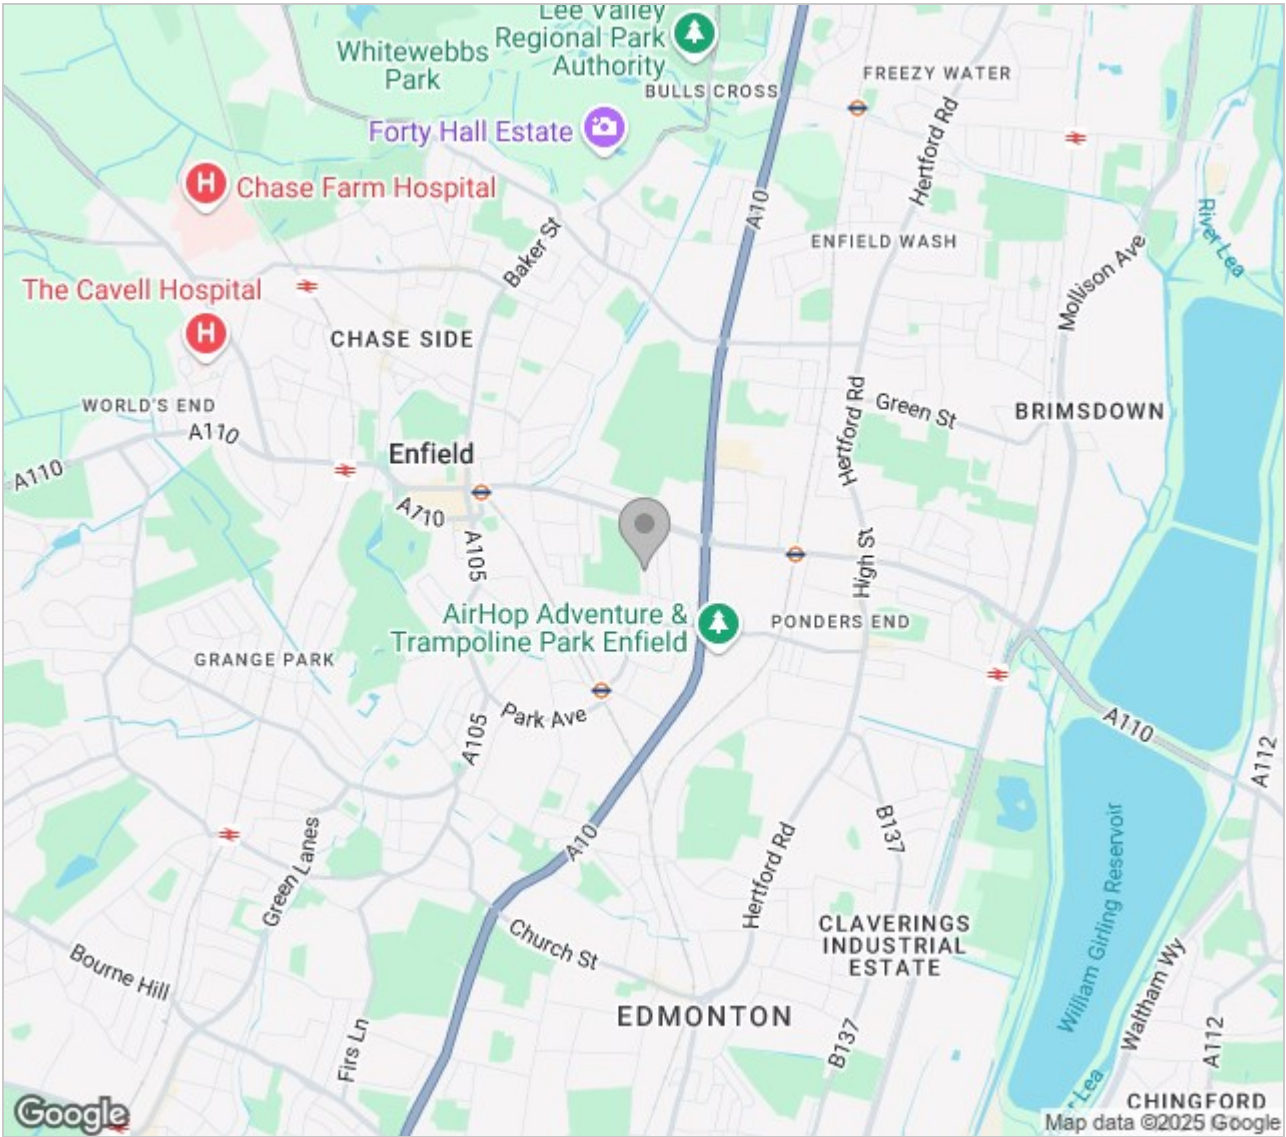 Lee Valley
Regional Park
Authority
Whitewebbs
Park
FREEZY WATER
BULLS CROSS
Forty Hall Estate
Hertford Rd
H
Chase Farm Hospital
A10
River Lea
Baker St
ENFIELD WASH
Mollison Ave
The Cavell Hospital
H
CHASE SIDE
WORLD'S END
A110
Hertford Rd
Green St
BRIMSDOWN
Enfield
A110
A110
A105
High St
AirHop Adventure &
Trampoline Park Enfield
PONDERS END
GRANGE PARK
Park Ave
A105
A110
A112
B137
Green Lanes
A10
Hertford Rd
William Girling Reservoir
Church St
CLAVERINGS
INDUSTRIAL
ESTATE
Bourne Hill
Waltham Wy
EDMONTON
Firs Ln
B137
A112
Lea
CHINGFORD
Google
Map data ©2025 Google